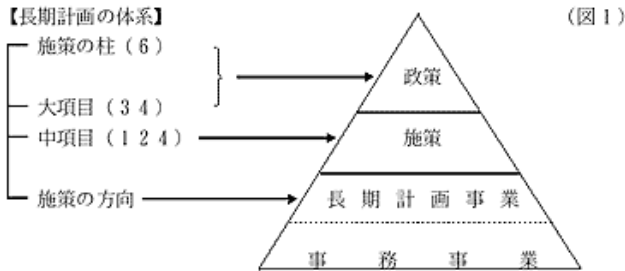 【長期計画の体系】
(図1)
施策の柱(6)
大項目(34)
中項目(124)
施策の方向
政策
施策
長期計画事業
事務事業